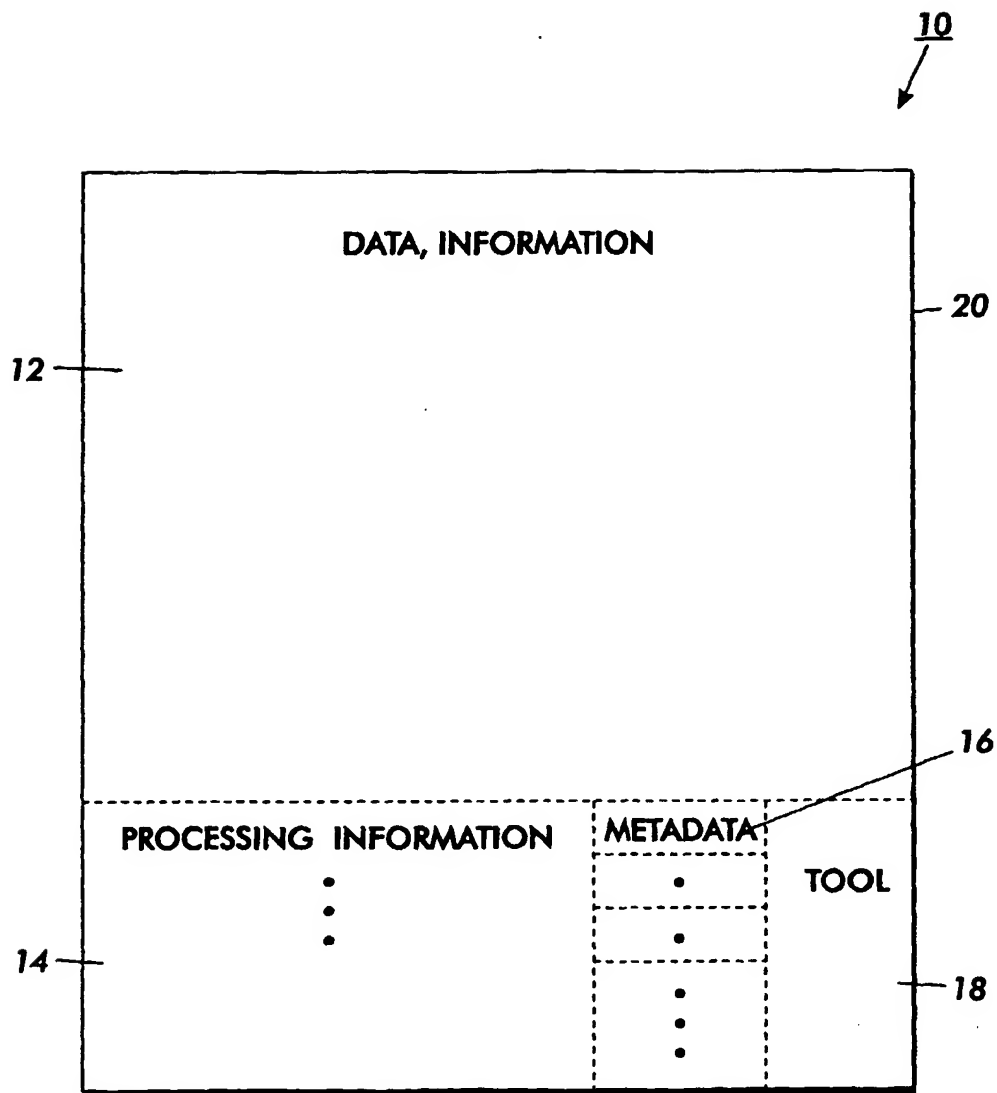 10
DATA, INFORMATION
20
12
16
PROCESSING INFORMATION
METADATA
TOOL
14
18